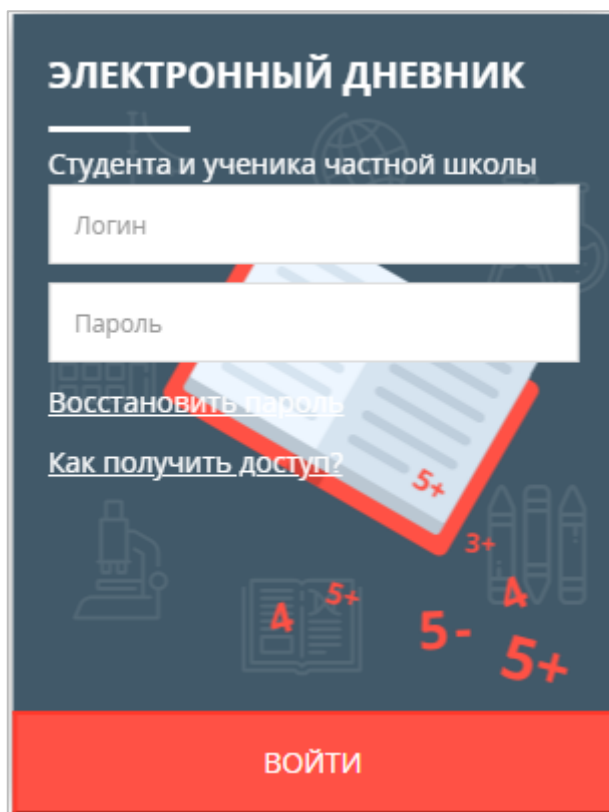 ЭЛЕКТРОННЫЙ ДНЕВНИК
Студента и ученика частной школы
Логин
Пароль
Восстановить пароль
Как получить доступ?
5+
3+
5+
4
4
5-
5+
ВОЙТИ